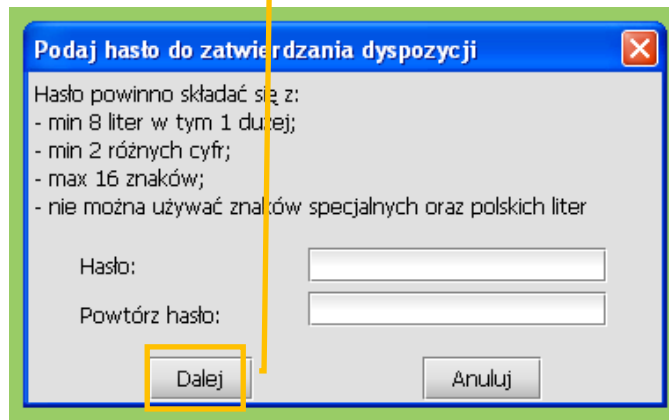 Podaj hasło do zatwierdzania dyspozycji
Hasło powinno składać się z:
- min 8 liter w tym 1 dużej;
- min 2 różnych cyfr;
- max 16 znaków;
- nie można używać znaków specjalnych oraz polskich liter
Hasło:
Powtórz hasło:
Dalej
Anuluj